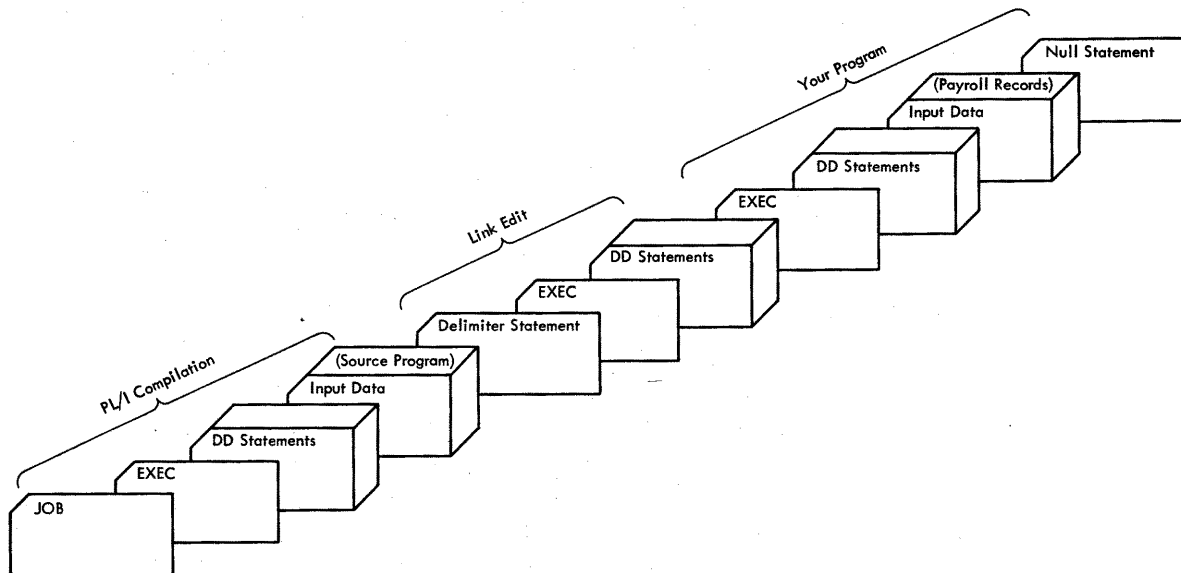 Null Statement
Your Program
(Payroll Records)
Input Data
DD Statements
EXEC
Link Edit
DD Statements
EXEC
Delimiter Statement
PL/I Compilation
(Source Program)
Input Data
DD Statements
EXEC
JOB